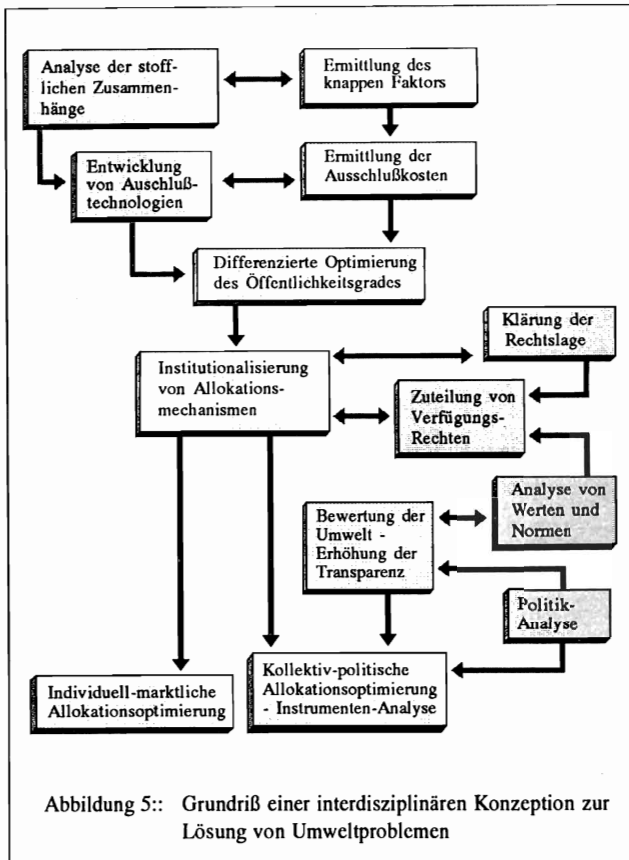 Analyse der stoff-
lichen Zusammen-
hänge
Ermittlung des
knappen Faktors
Entwicklung
von Auschluß-
technologien
Ermittlung der
Ausschlußkosten
Differenzierte Optimierung
des Öffentlichkeitsgrades
Klärung der
Rechtslage
Institutionalisierung
von Allokations-
mechanismen
Zuteilung von
Verfügungs-
Rechten
Analyse von
Werten und
Normen
Bewertung der
Umwelt -
Erhöhung der
Transparenz
Politik-
Analyse
Individuell-marktliche
Allokationsoptimierung
Kollektiv-politische
Allokationsoptimierung
- Instrumenten-Analyse
Abbildung 5:: Grundriß einer interdisziplinären Konzeption zur
Lösung von Umweltproblemen